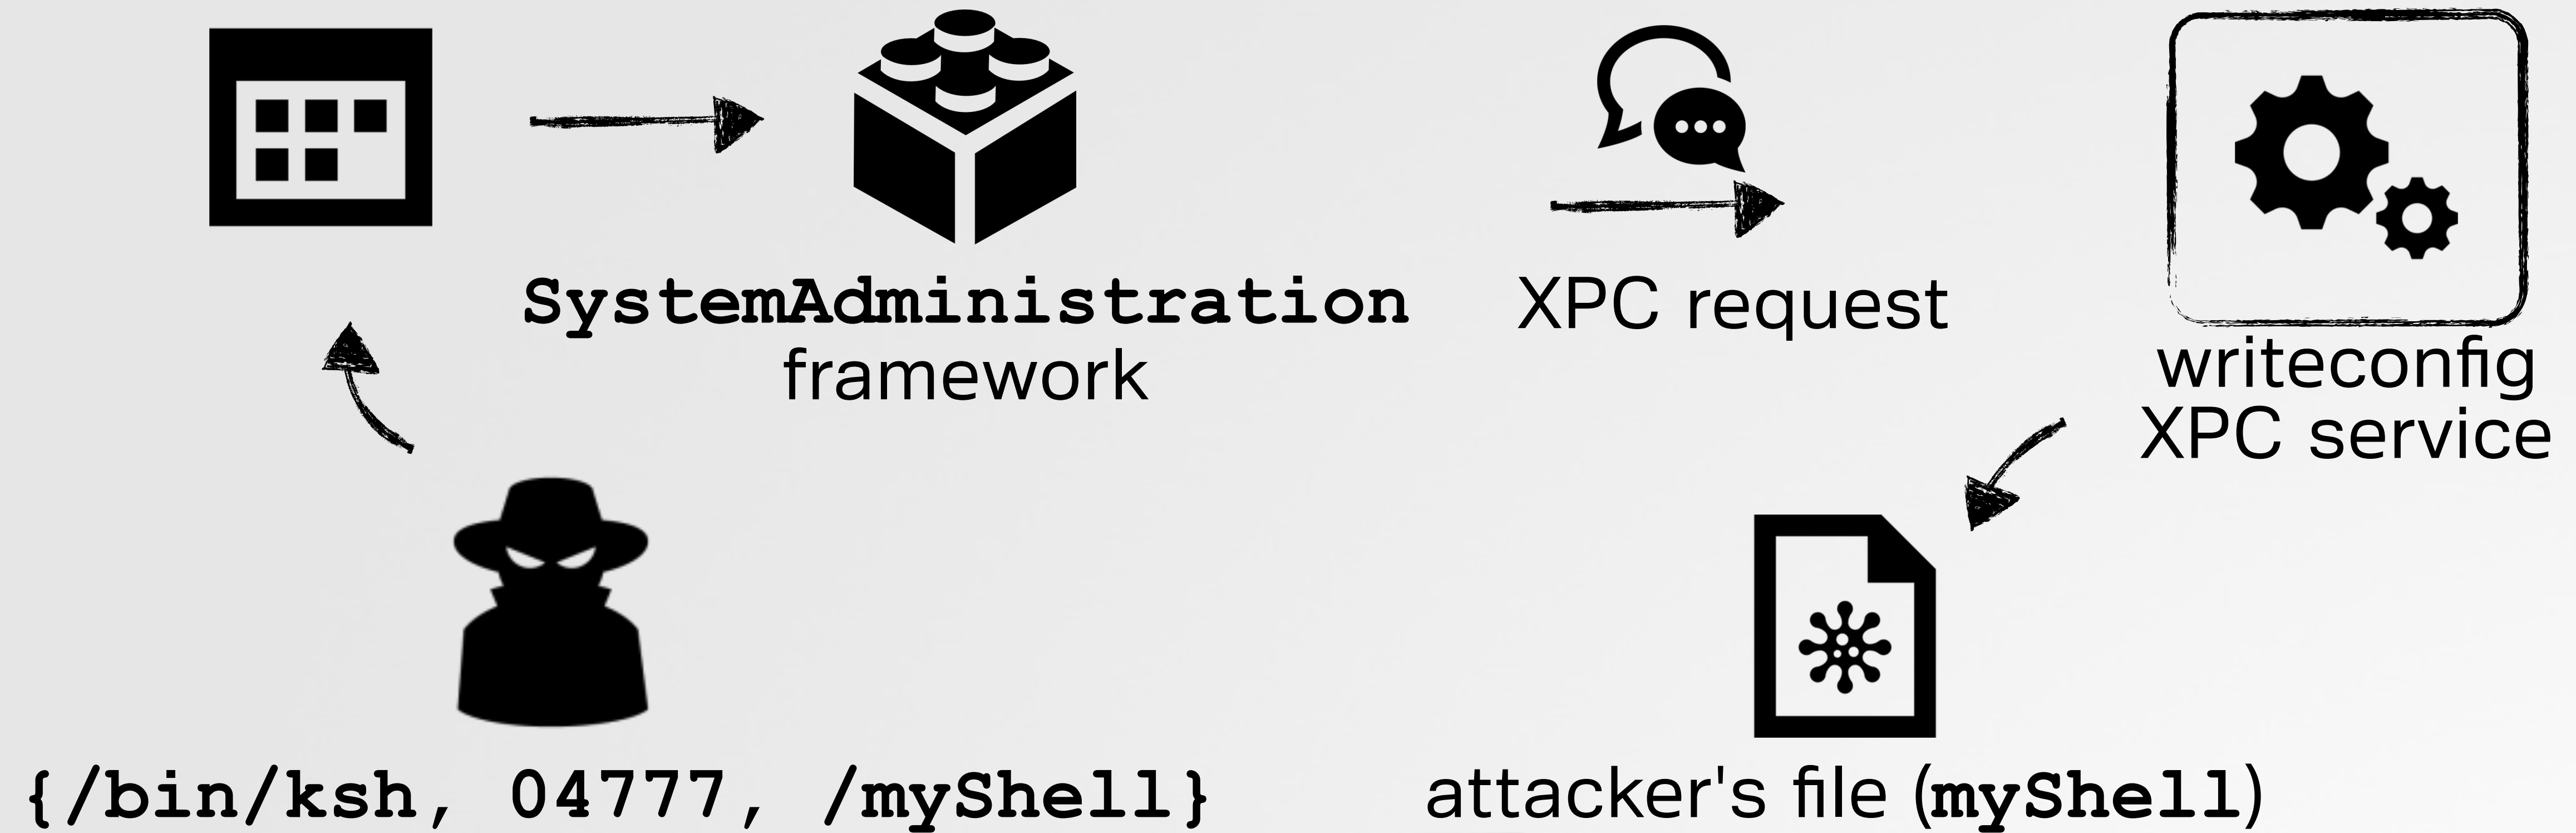 SystemAdministration
framework
XPC request
writeconfig
XPC service
{/bin/ksh, 04777, /myShell}
attacker's file (myShell)